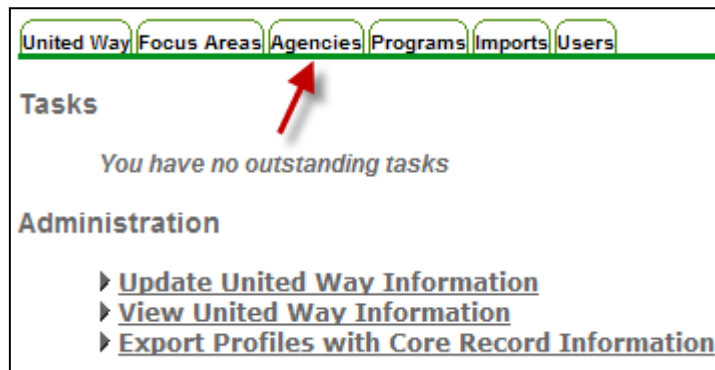 United Way Focus Areas Agencies Programs Imports Users
Tasks
You have no outstanding tasks
Administration
Update United Way Information
View United Way Information
Export Profiles with Core Record Information